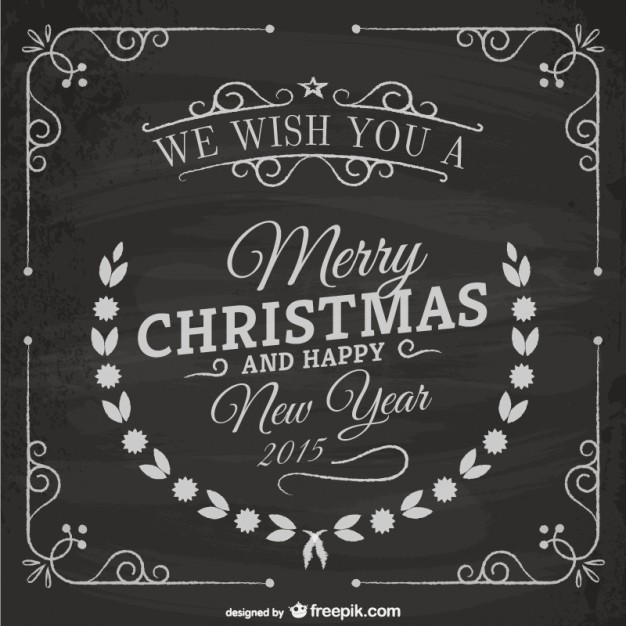 WE WISH YOU A
Merry
CHRISTMAS
AND HAPPY
New Year
2015
designed by freepik.com